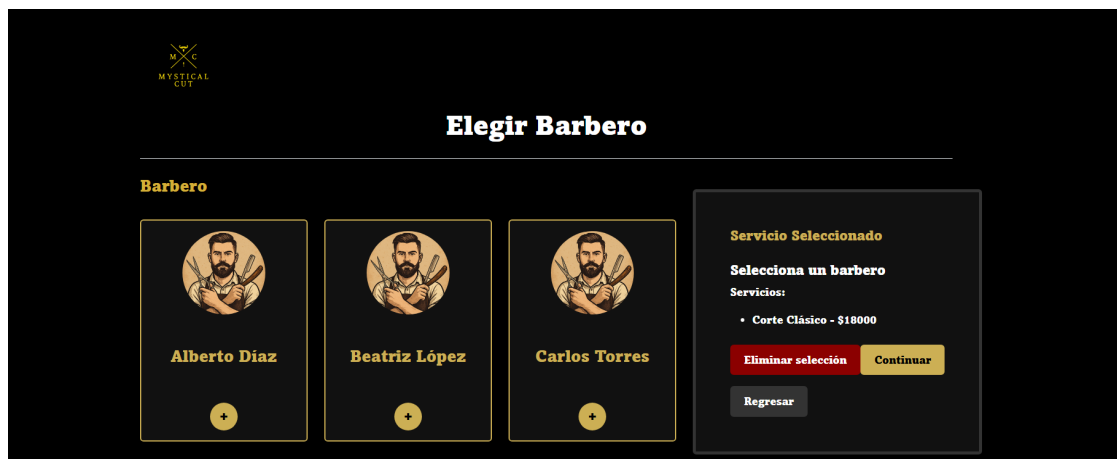 M C
MYSTICAL
CUT
Elegir Barbero
Barbero
Alberto Díaz
+
Beatriz López
+
Carlos Torres
+
Servicio Seleccionado
Selecciona un barbero
Servicios:
• Corte Clásico - $18000
Eliminar selección
Continuar
Regresar